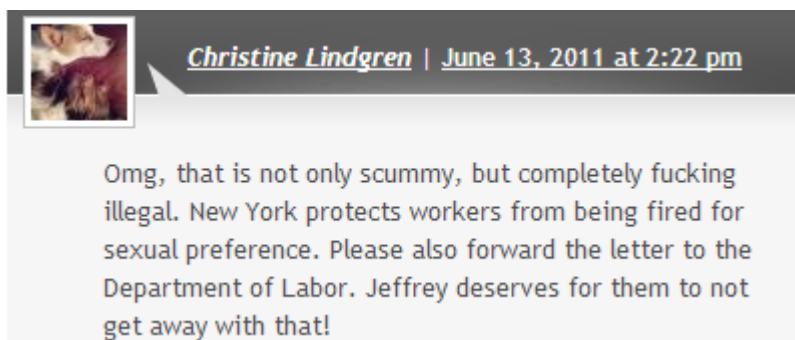 Christine Lindgren | June 13, 2011 at 2:22 pm
Omg, that is not only scummy, but completely fucking
illegal. New York protects workers from being fired for
sexual preference. Please also forward the letter to the
Department of Labor. Jeffrey deserves for them to not
get away with that!